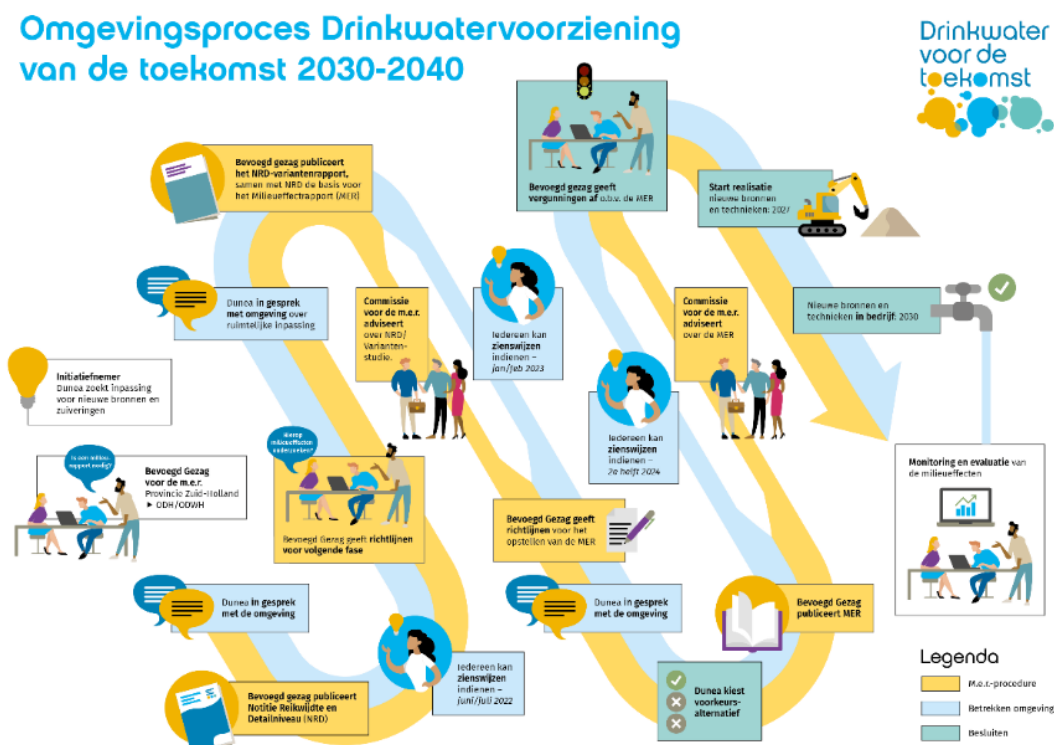 Omgevingsproces Drinkwatervoorziening
van de toekomst 2030-2040
Drinkwater
voor de
toekomst
Initiatiefnemer
Dunea zoekt inpassing
voor nieuwe bronnen en
zuiveringen
Is een milieu-
rapport nodig?
Bevoegd Gezag
voor de m.e.r.
Provincie Zuid-Holland
▶ ODH/ODWH
Dunea in gesprek
met de omgeving
Bevoegd gezag publiceert
Notitie Reikwijdte en
Detailniveau (NRD)
Iedereen kan
zienswijzen
indienen –
juni/juli 2022
milieueffecten
onderzoeken?
Bevoegd Gezag geeft richtlijnen
voor volgende fase
Dunea in gesprek
met omgeving over
ruimtelijke inpassing
Bevoegd gezag publiceert
het NRD-variantenrapport,
samen met NRD de basis voor
het Milieueffectrapport (MER)
Commissie
voor de m.e.r.
adviseert
over NRD/
Varianten-
studie.
Iedereen kan
zienswijzen
indienen –
jan/feb 2023
Bevoegd Gezag geeft
richtlijnen voor het
opstellen van de MER
Dunea in gesprek
met de omgeving
Dunea kiest
voorkeurs-
alternatief
Bevoegd Gezag
publiceert MER
Iedereen kan
zienswijzen
indienen –
2e helft 2024
Commissie
voor de m.e.r.
adviseert
over de MER
Bevoegd gezag geeft
vergunningen af o.b.v. de MER
Start realisatie
nieuwe bronnen
en technieken: 2027
Nieuwe bronnen en
technieken in bedrijf: 2030
Monitoring en evaluatie van
de milieueffecten
Legenda
M.e.r.-procedure
Betrekken omgeving
Besluiten